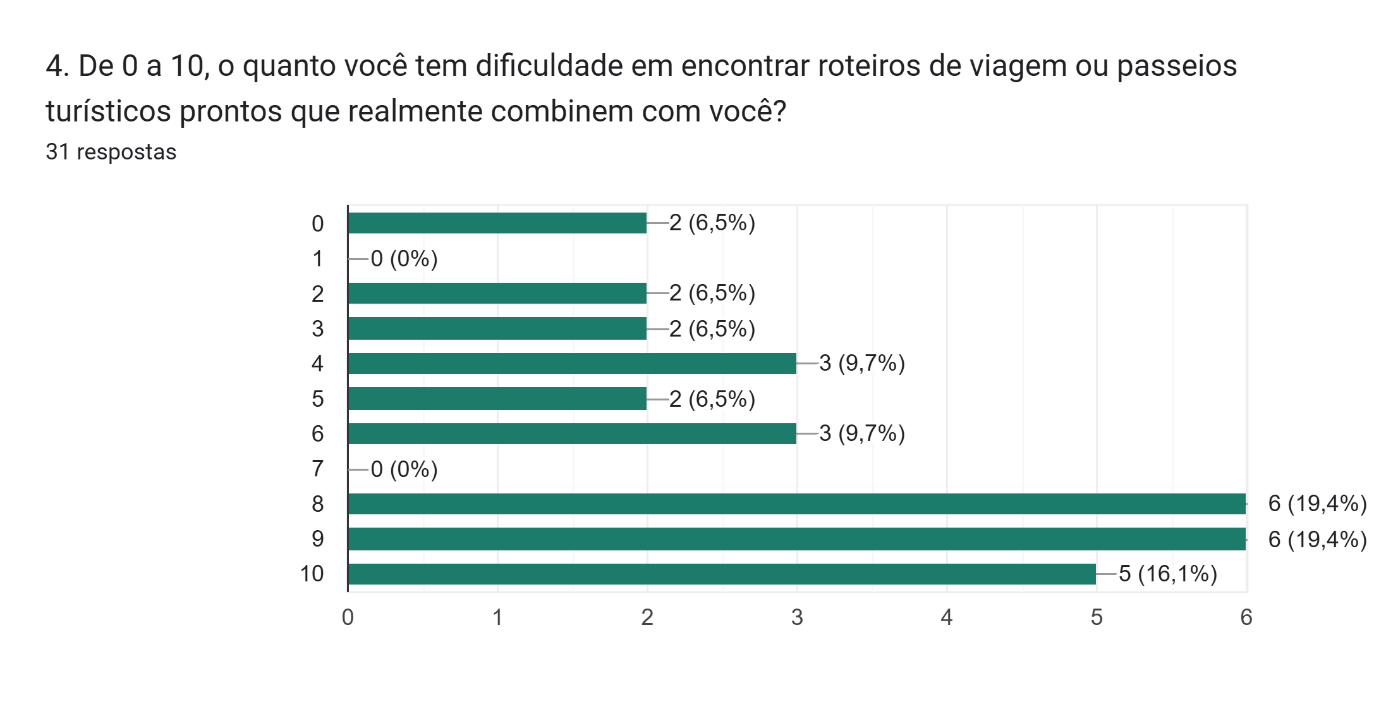 4. De 0 a 10, o quanto você tem dificuldade em encontrar roteiros de viagem ou passeios
turísticos prontos que realmente combinem com você?
31 respostas
0 2 (6,5%)
1 0 (0%)
2 2 (6,5%)
3 2 (6,5%)
4 3 (9,7%)
5 2 (6,5%)
6 3 (9,7%)
7 0 (0%)
8 6 (19,4%)
9 6 (19,4%)
10 5 (16,1%)
0 1 2 3 4 5 6